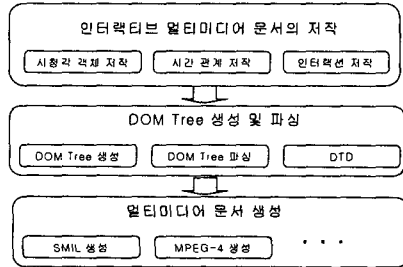 인터랙티브 멀티미디어 문서의 저작
시청각 객체 저작 시간 관계 저작 인터랙션 저작
DOM Tree 생성 및 파싱
DOM Tree 생성 DOM Tree 파싱 DTD
멀티미디어 문서 생성
SMIL 생성 MPEG-4 생성 . . .